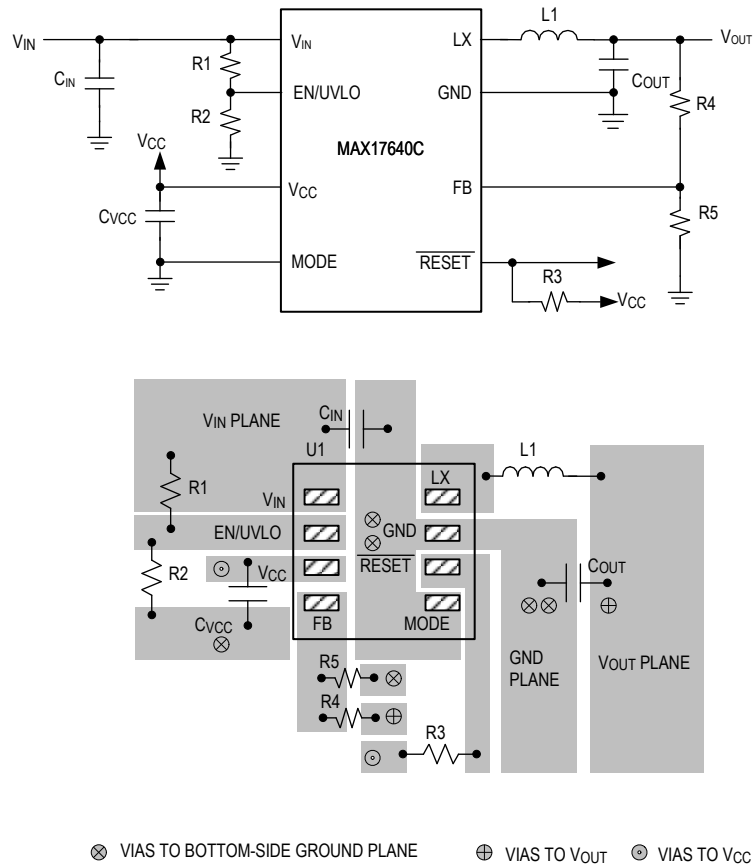 L1
VIN
VIN
LX
VOUT
CIN
R1
COUT
R4
EN/UVLO
GND
R2
VCC
MAX17640C
VCC
FB
CVCC
R5
MODE
RESET
R3
VCC
VIN PLANE
CIN
U1
L1
LX
R1
VIN
EN/UVLO
GND
R2
VCC
RESET
COUT
CVCC
FB
MODE
R5
GND
PLANE
VOUT PLANE
R4
R3
VIAS TO BOTTOM-SIDE GROUND PLANE
VIAS TO VOUT
VIAS TO VCC